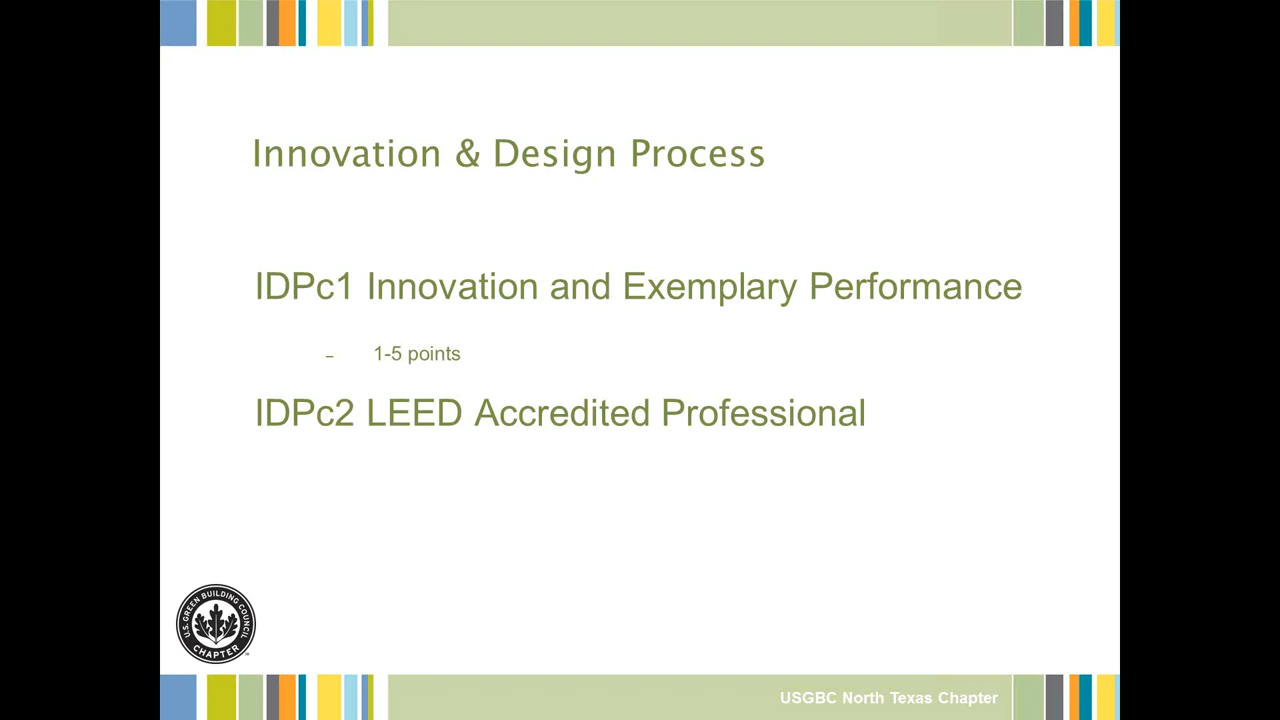 Innovation & Design Process
IDPc1 Innovation and Exemplary Performance
– 1-5 points
IDPc2 LEED Accredited Professional
U.S. GREEN BUILDING COUNCIL
CHAPTER
USGBC North Texas Chapter